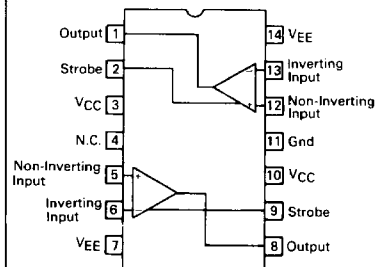 Output 1
Strobe 2
VCC 3
N.C. 4
Non-Inverting
Input 5
Inverting
Input 6
VEE 7
14 VEE
13 Inverting
Input
12 Non-Inverting
Input
11 Gnd
10 VCC
9 Strobe
8 Output
- +
+ -